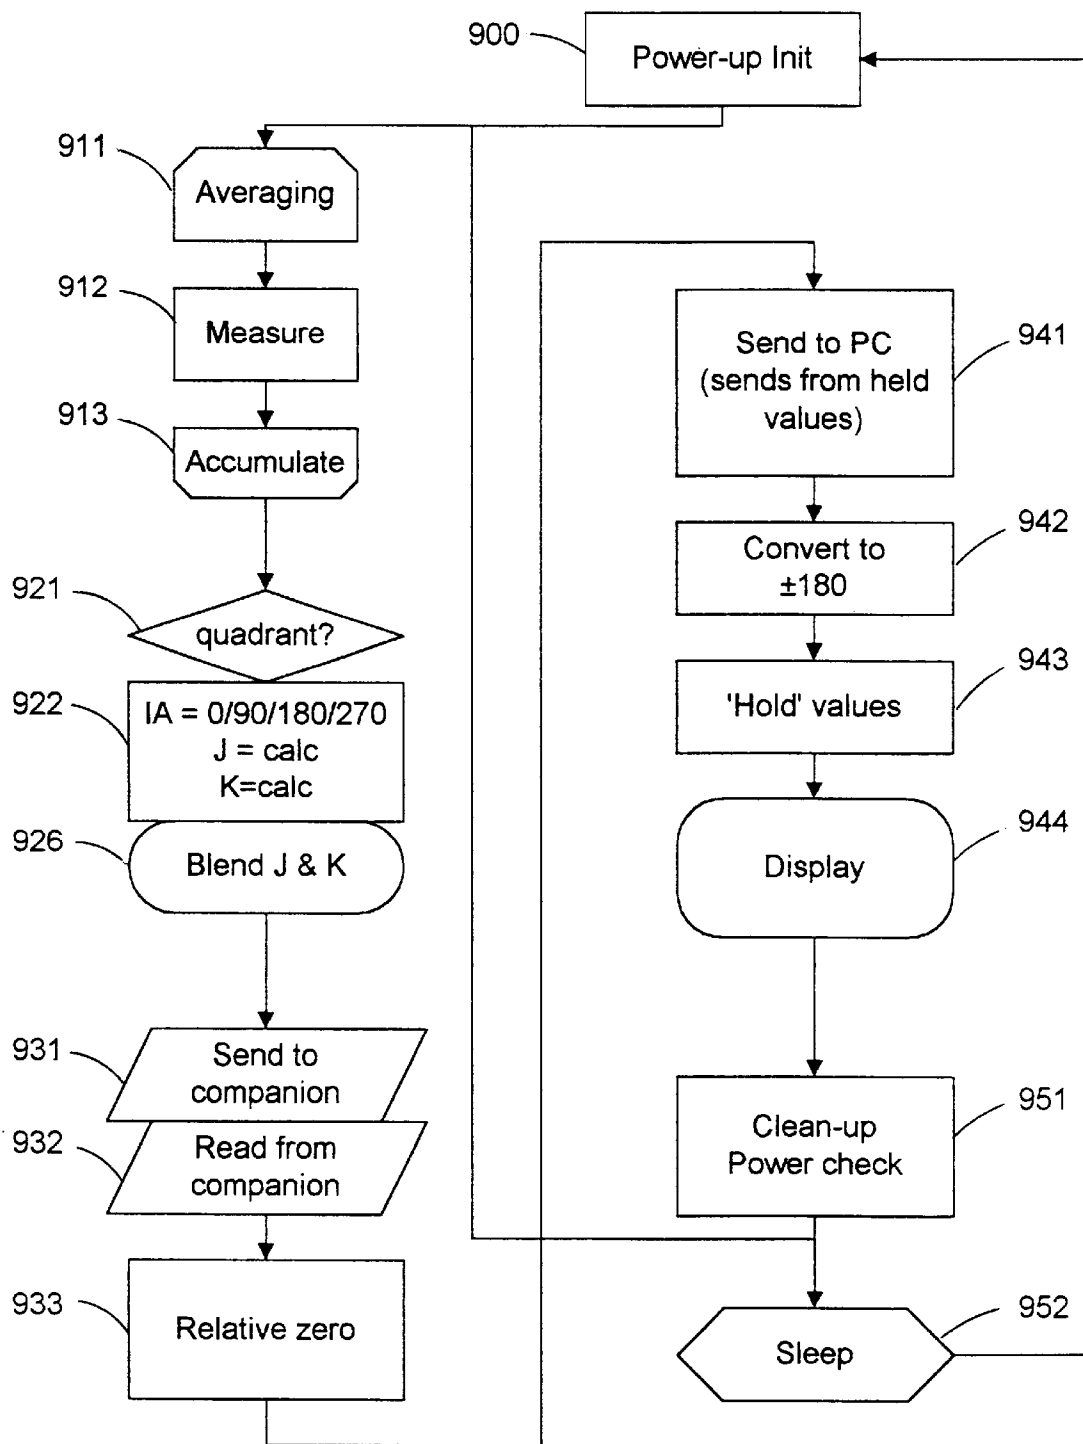 900
Power-up Init
911
Averaging
912
Measure
913
Accumulate
921
quadrant?
922
IA = 0/90/180/270
J = calc
K=calc
926
Blend J & K
931
Send to
companion
932
Read from
companion
933
Relative zero
941
Send to PC
(sends from held
values)
942
Convert to
±180
943
'Hold' values
944
Display
951
Clean-up
Power check
952
Sleep